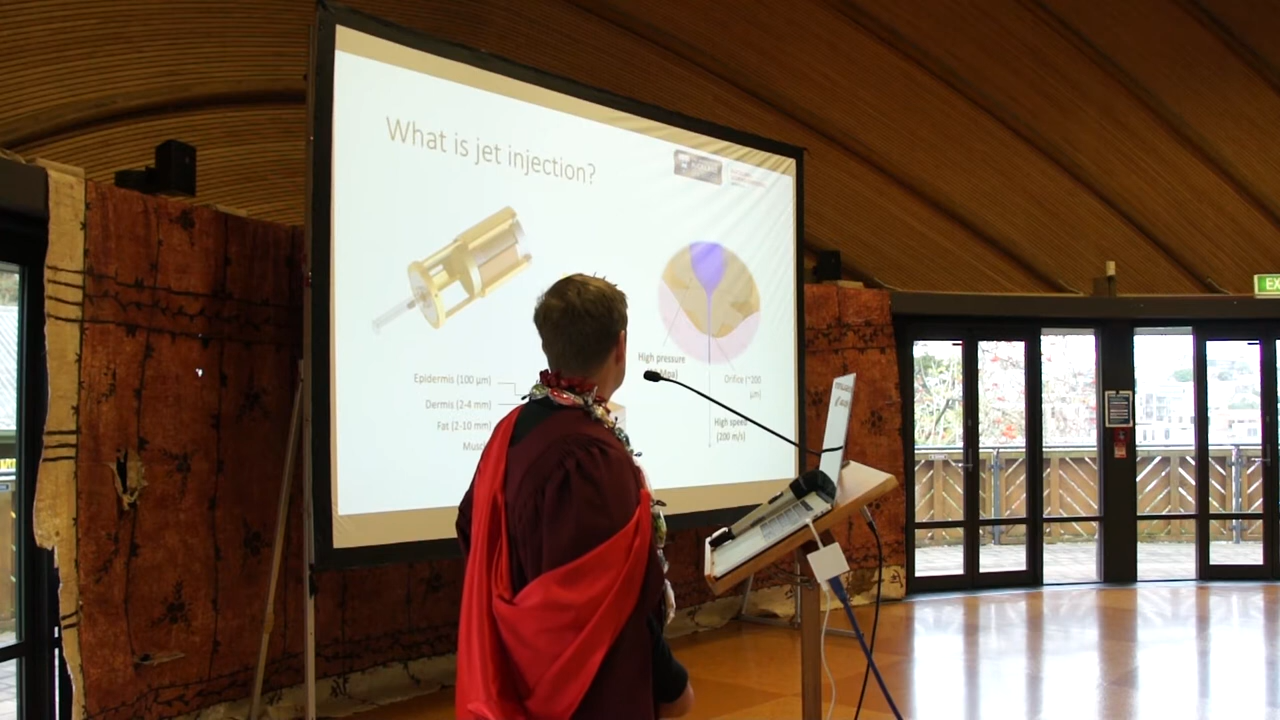 What is jet injection?
High pressure
Epidermis (100 µm)
Orifice (~200
µm)
Dermis (2-4 mm)
Fat (2-10 mm)
High speed
(200 m/s)
EX